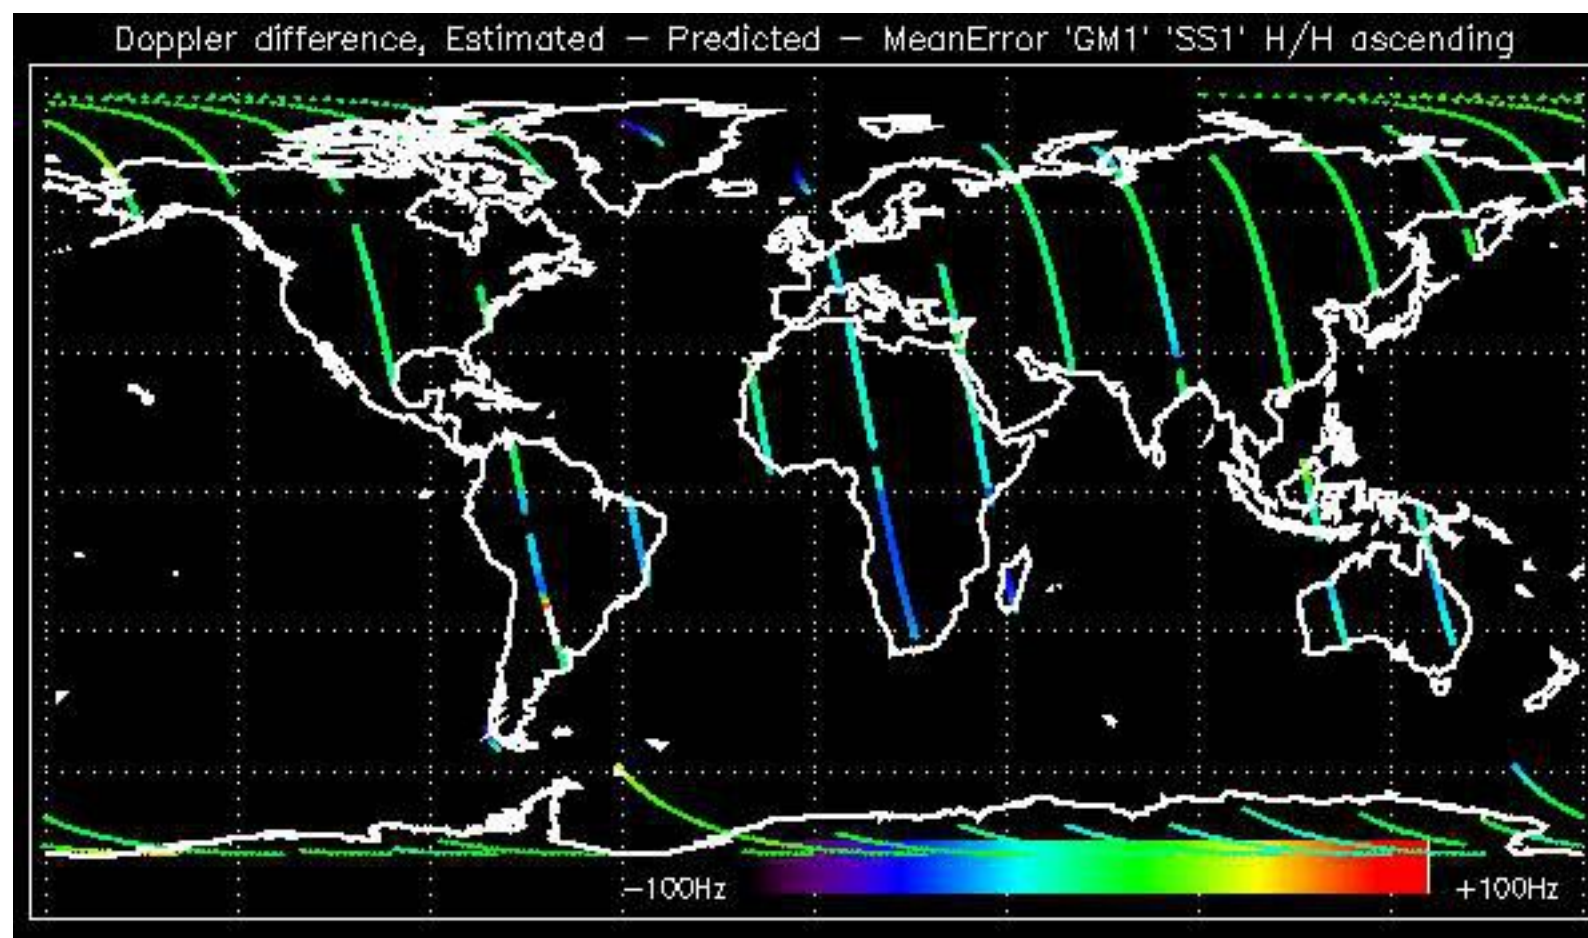 Doppler difference, Estimated – Predicted – MeanError 'GM1' 'SS1' H/H ascending
-100Hz +100Hz